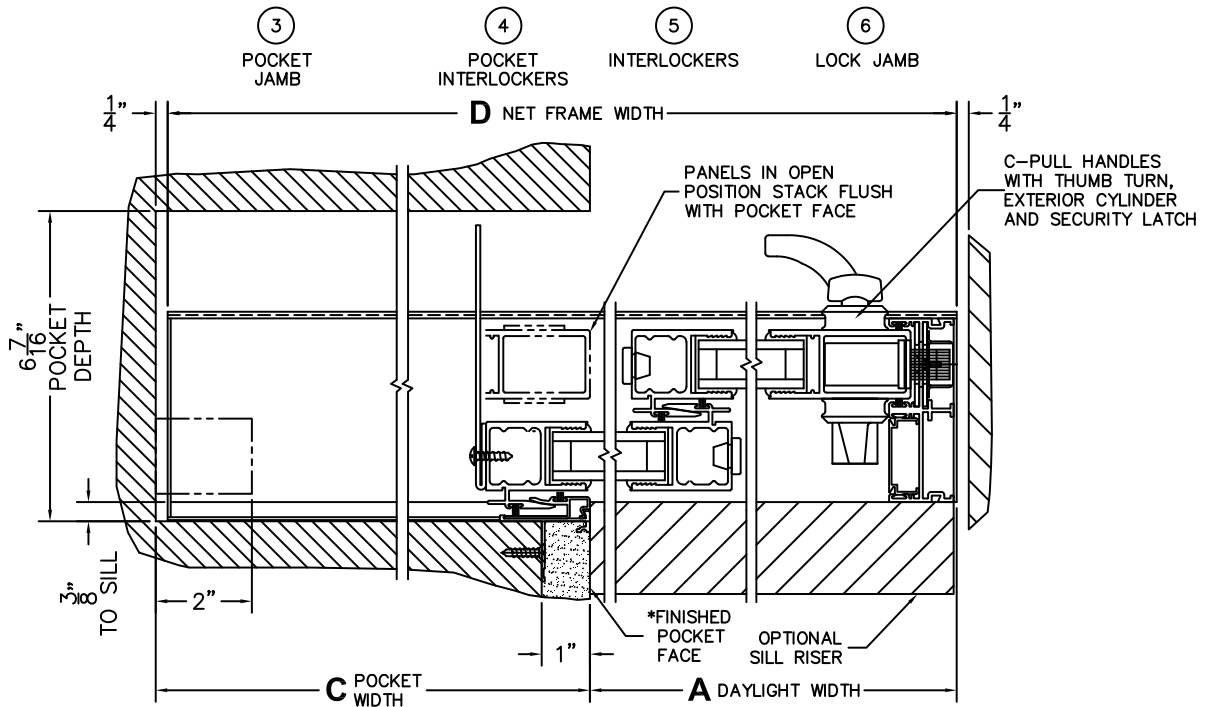 3
POCKET
JAMB
4
POCKET
INTERLOCKERS
5
INTERLOCKERS
6
LOCK JAMB
1/4"
D NET FRAME WIDTH
1/4"
PANELS IN OPEN
POSITION STACK FLUSH
WITH POCKET FACE
C-PULL HANDLES
WITH THUMB TURN,
EXTERIOR CYLINDER
AND SECURITY LATCH
6 7/16"
POCKET
DEPTH
3/8"
TO SILL
2"
1"
*FINISHED
POCKET
FACE
OPTIONAL
SILL RISER
C POCKET
WIDTH
A DAYLIGHT WIDTH